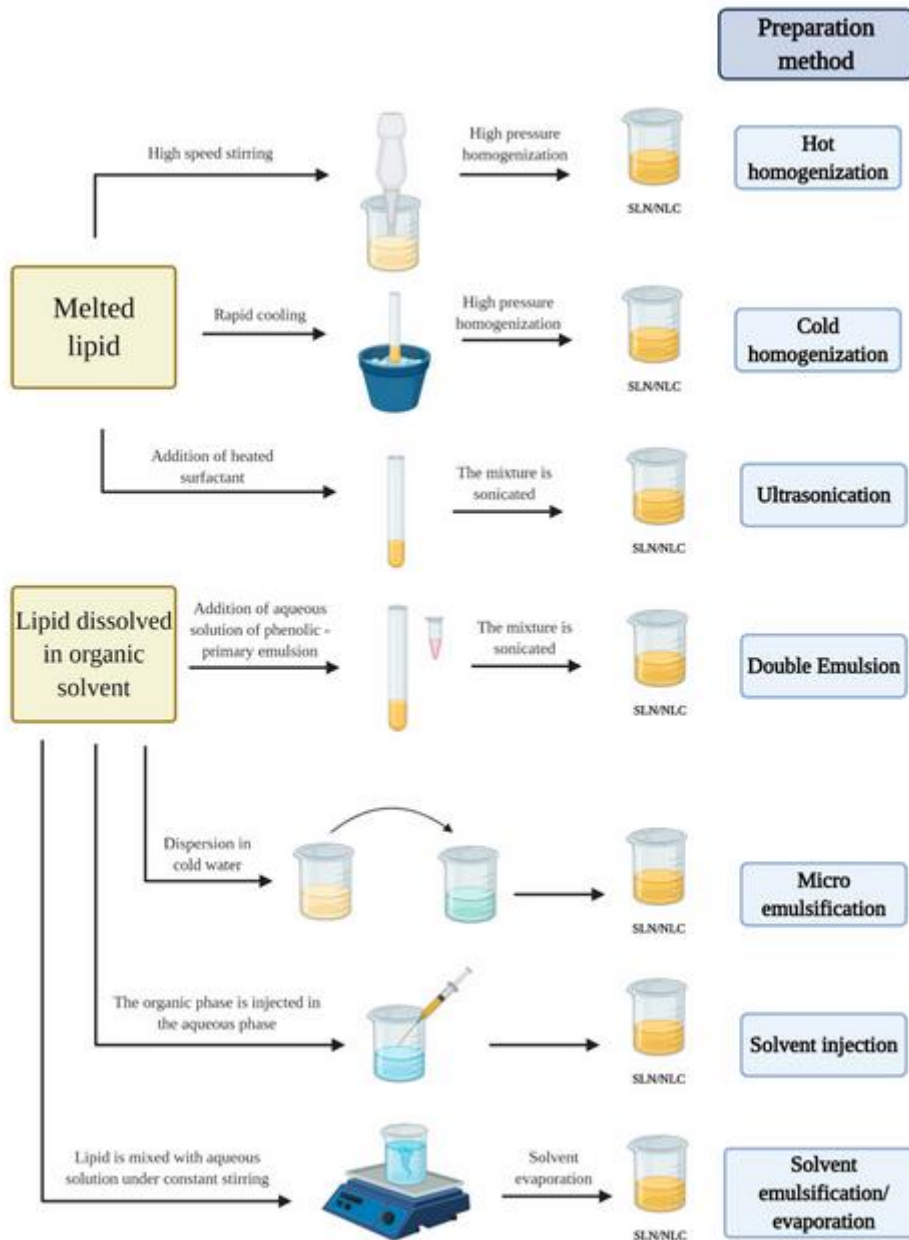 Preparation
method
High speed stirring
High pressure
homogenization
SLN/NLC
Hot
homogenization
Melted
lipid
Rapid cooling
High pressure
homogenization
SLN/NLC
Cold
homogenization
Addition of heated
surfactant
The mixture is
sonicated
SLN/NLC
Ultrasonication
Lipid dissolved
in organic
solvent
Addition of aqueous
solution of phenolic -
primary emulsion
The mixture is
sonicated
SLN/NLC
Double Emulsion
Dispersion in
cold water
SLN/NLC
Micro
emulsification
The organic phase is injected in
the aqueous phase
SLN/NLC
Solvent injection
Lipid is mixed with aqueous
solution under constant stirring
Solvent
evaporation
SLN/NLC
Solvent
emulsification/
evaporation